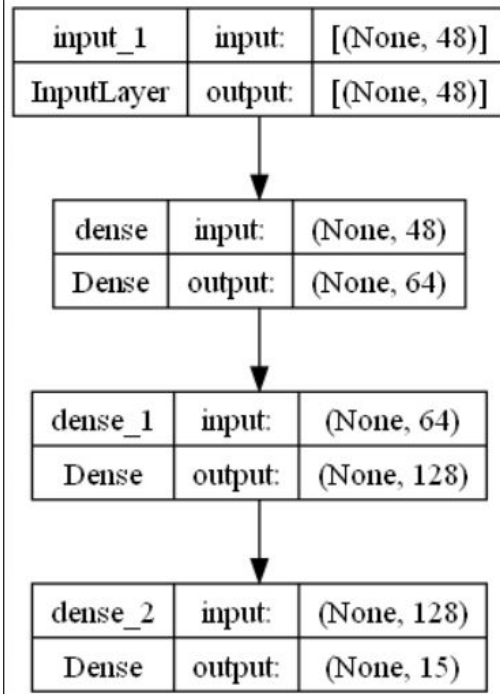 input_1 input: [(None, 48)]
InputLayer output: [(None, 48)]
dense input: (None, 48)
Dense output: (None, 64)
dense_1 input: (None, 64)
Dense output: (None, 128)
dense_2 input: (None, 128)
Dense output: (None, 15)